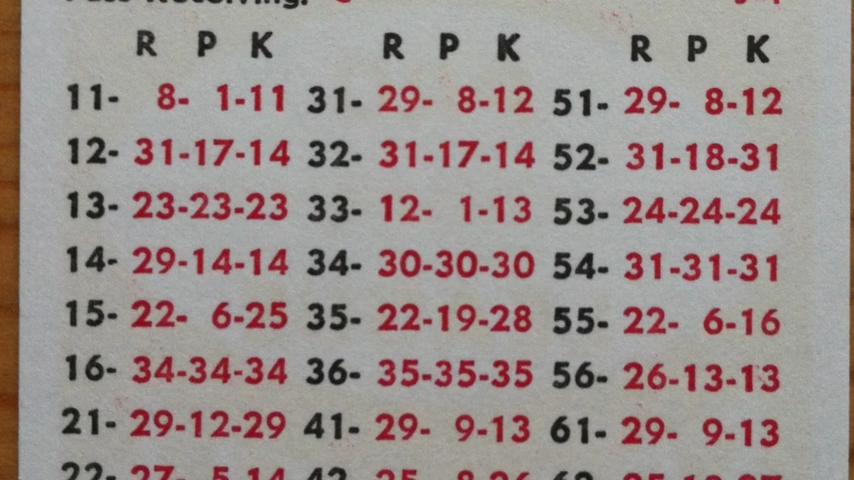 R P K R P K R P K
11- 8- 1-11 31- 29- 8-12 51- 29- 8-12
12- 31-17-14 32- 31-17-14 52- 31-18-31
13- 23-23-23 33- 12- 1-13 53- 24-24-24
14- 29-14-14 34- 30-30-30 54- 31-31-31
15- 22- 6-25 35- 22-19-28 55- 22- 6-16
16- 34-34-34 36- 35-35-35 56- 26-13-13
21- 29-12-29 41- 29- 9-13 61- 29- 9-13